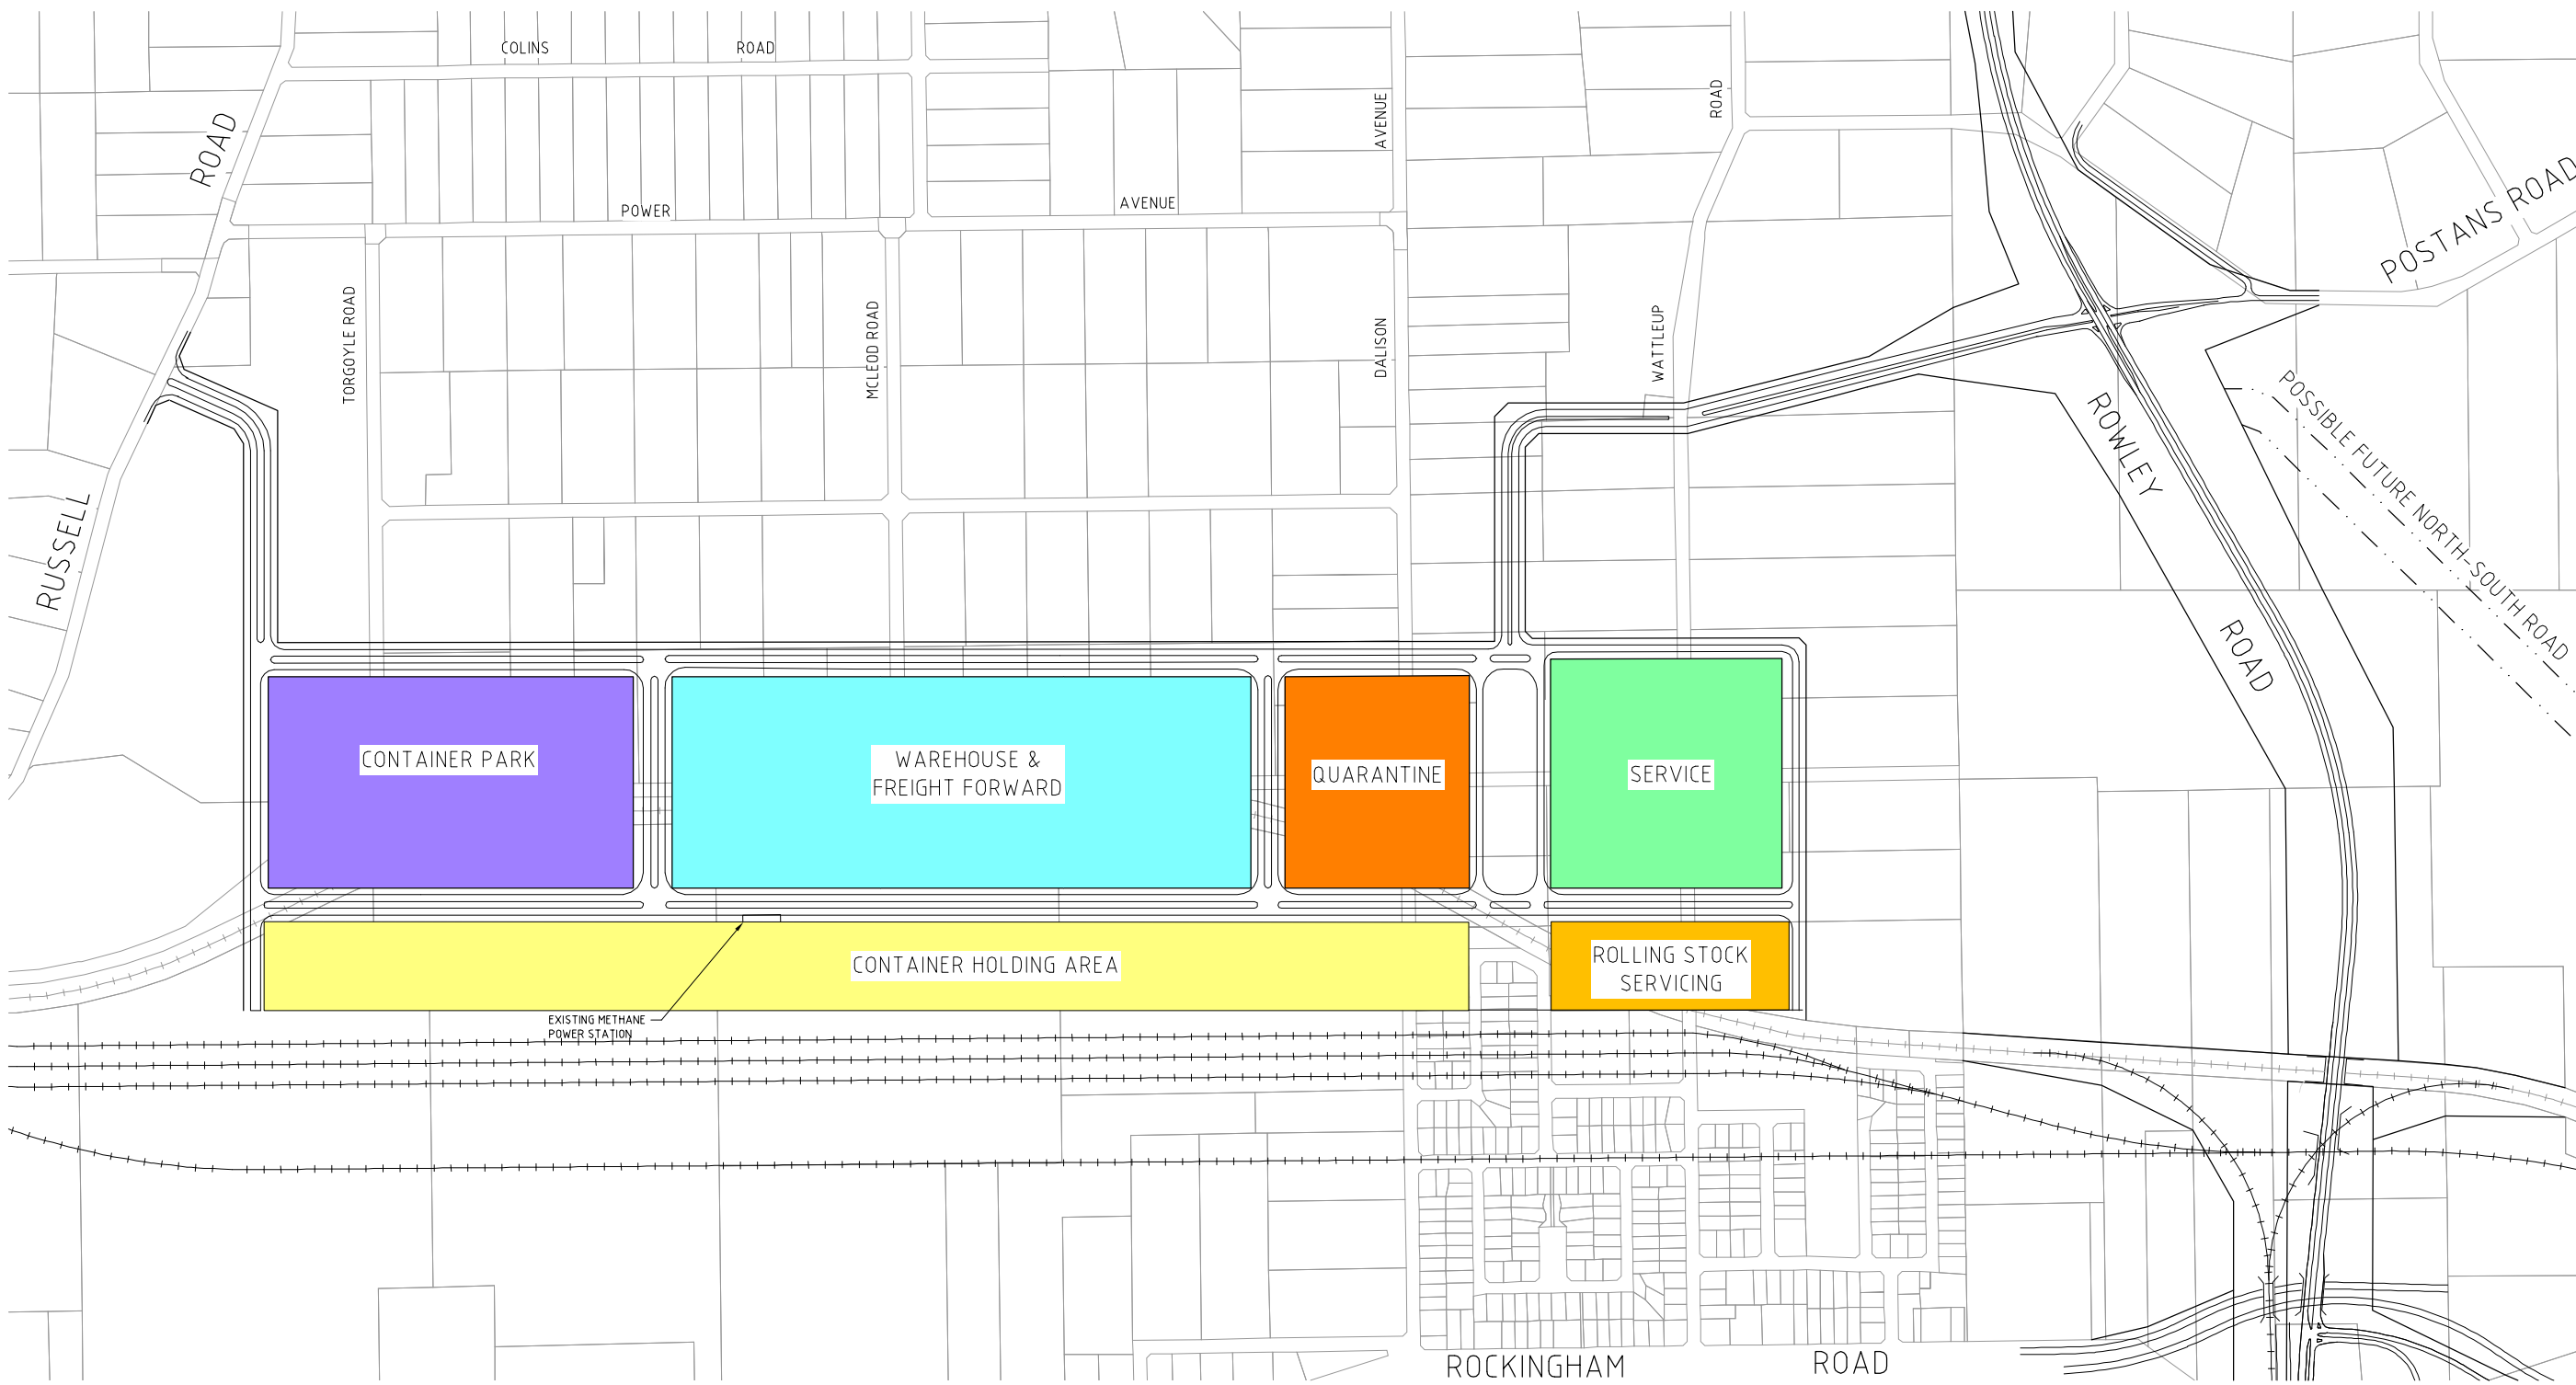 COLINS ROAD
ROAD
AVENUE
ROAD
POWER
AVENUE
POSTANS ROAD
TORGOYLE ROAD
MCLEOD ROAD
DALISON
WATTLEUP
ROWLEY
POSSIBLE FUTURE NORTH-SOUTH ROAD
RUSSELL
ROAD
CONTAINER PARK
WAREHOUSE &
FREIGHT FORWARD
QUARANTINE
SERVICE
CONTAINER HOLDING AREA
ROLLING STOCK
SERVICING
EXISTING METHANE
POWER STATION
ROCKINGHAM ROAD